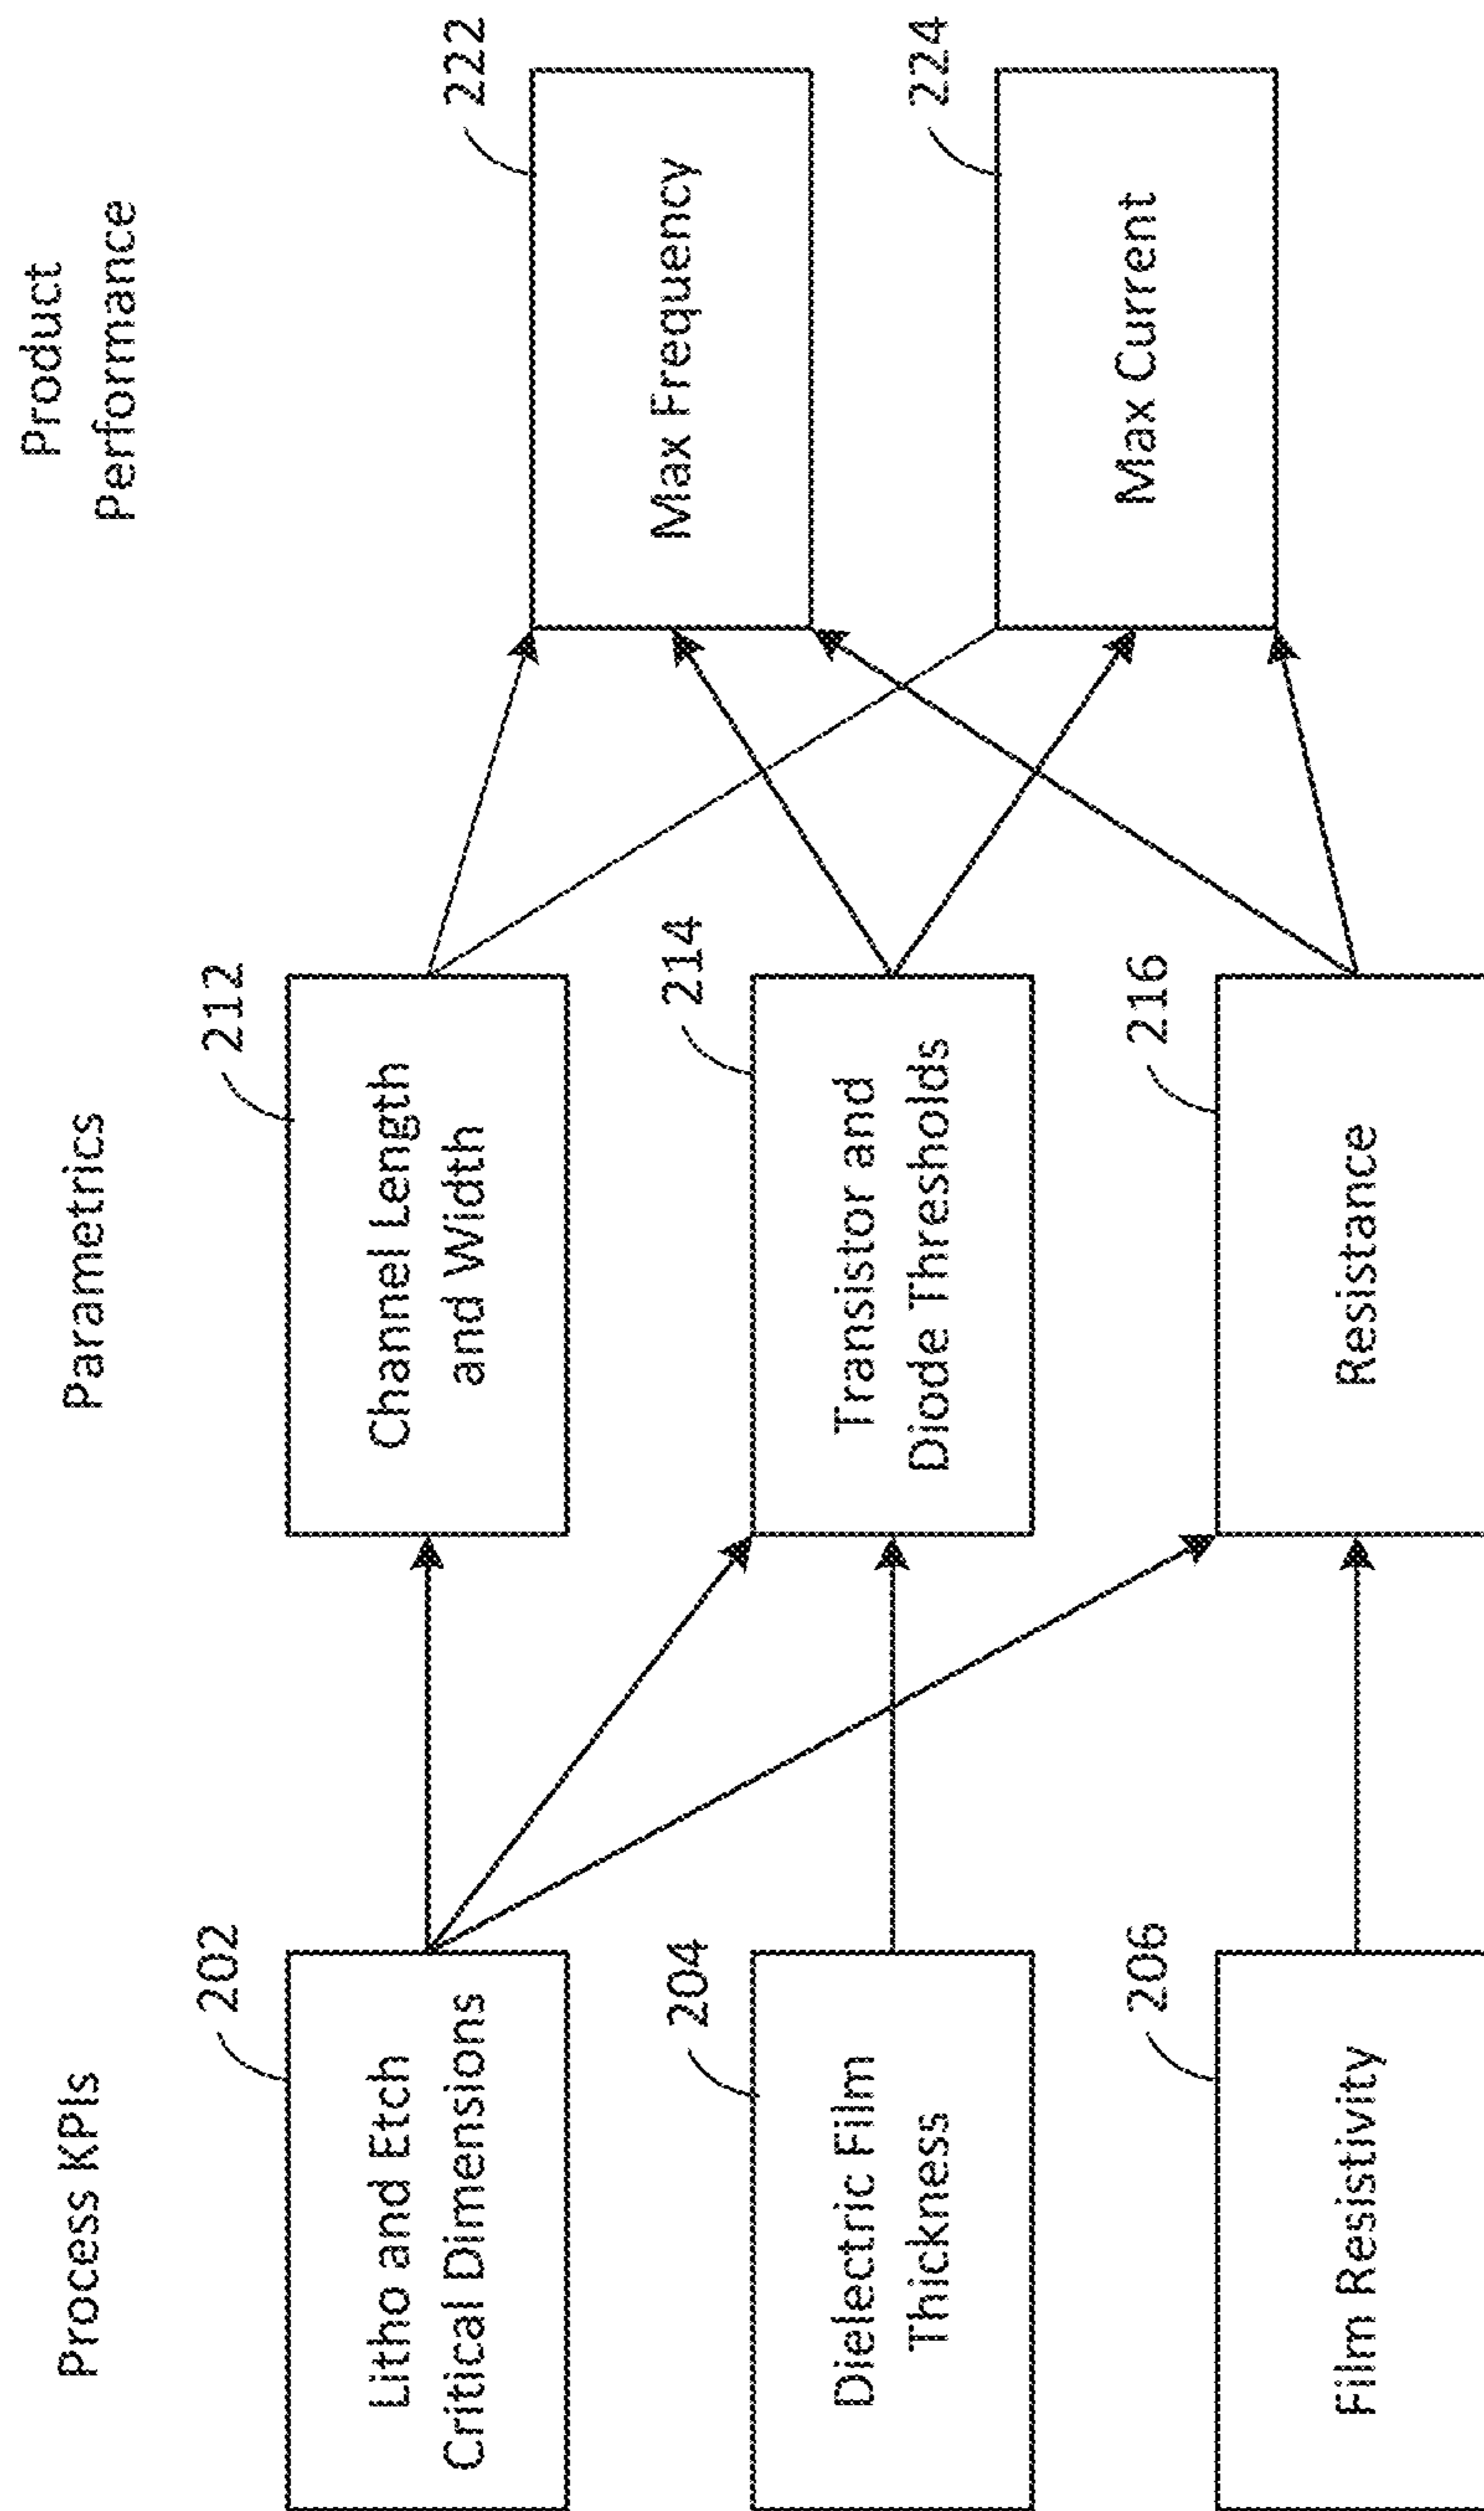 Process KPIs
Parametrics
Product
Performance
202
Litho and Etch
Critical Dimensions
212
Channel Length
and Width
222
Max Frequency
204
Dielectric Film
Thickness
214
Transistor and
Diode Thresholds
224
Max Current
206
Film Resistivity
216
Resistance